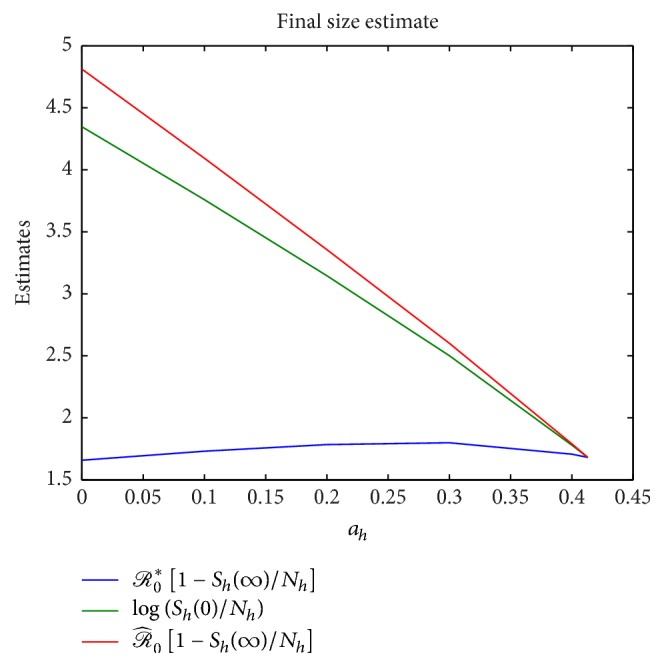 Final size estimate
5
4.5
4
3.5
3
2.5
2
1.5
Estimates
0 0.05 0.1 0.15 0.2 0.25 0.3 0.35 0.4 0.45
a_h
ℛ₀* [1 − S_h(∞)/N_h]
log (S_h(0)/N_h)
ℛ̂₀ [1 − S_h(∞)/N_h]